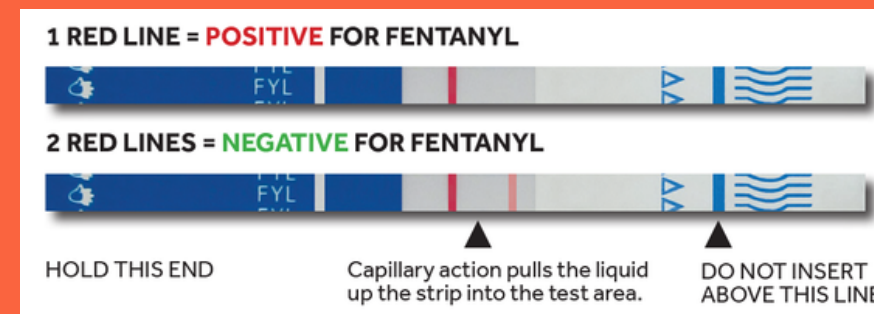 1 RED LINE = POSITIVE FOR FENTANYL
FYL
2 RED LINES = NEGATIVE FOR FENTANYL
FYL
HOLD THIS END
Capillary action pulls the liquid
up the strip into the test area.
DO NOT INSERT
ABOVE THIS LINE